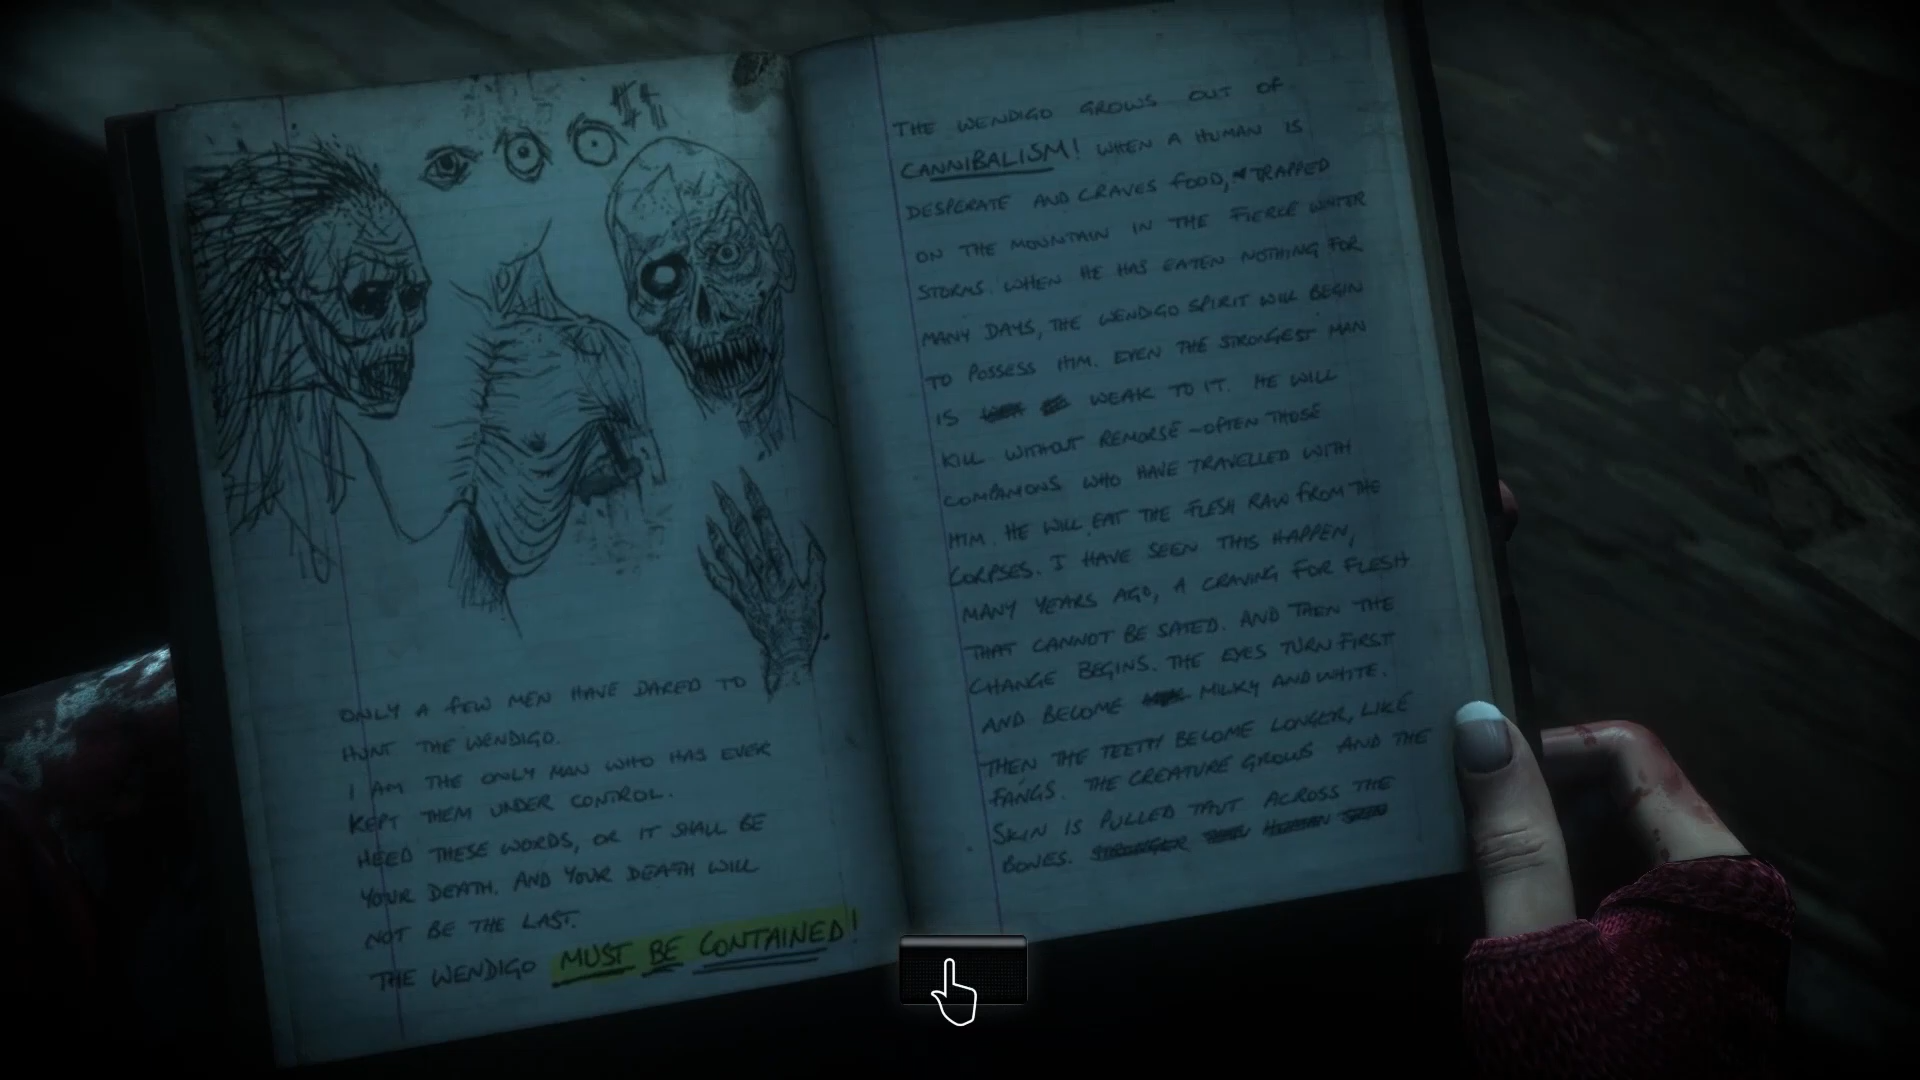 ONLY A FEW MEN HAVE DARED TO
HUNT THE WENDIGO.
I AM THE ONLY MAN WHO HAS EVER
KEPT THEM UNDER CONTROL.
HEED THESE WORDS, OR IT SHALL BE
YOUR DEATH. AND YOUR DEATH WILL
NOT BE THE LAST.
THE WENDIGO MUST BE CONTAINED!
THE WENDIGO GROWS OUT OF
CANNIBALISM! WHEN A HUMAN IS
DESPERATE AND CRAVES FOOD, TRAPPED
ON THE MOUNTAIN IN THE FIERCE WINTER
STORMS. WHEN HE HAS EATEN NOTHING FOR
MANY DAYS, THE WENDIGO SPIRIT WILL BEGIN
TO POSSESS HIM. EVEN THE STRONGEST MAN
IS WEAK TO IT. HE WILL
KILL WITHOUT REMORSE - OFTEN THOSE
COMPANIONS WHO HAVE TRAVELLED WITH
HIM. HE WILL EAT THE FLESH RAW FROM THE
CORPSES. I HAVE SEEN THIS HAPPEN,
MANY YEARS AGO, A CRAVING FOR FLESH
THAT CANNOT BE SATED. AND THEN THE
CHANGE BEGINS. THE EYES TURN FIRST
AND BECOME MILKY AND WHITE.
THEN THE TEETH BECOME LONGER, LIKE
FANGS. THE CREATURE GROWS AND THE
SKIN IS PULLED TAUT ACROSS THE
BONES. STRONGER THAN HUMAN SKIN